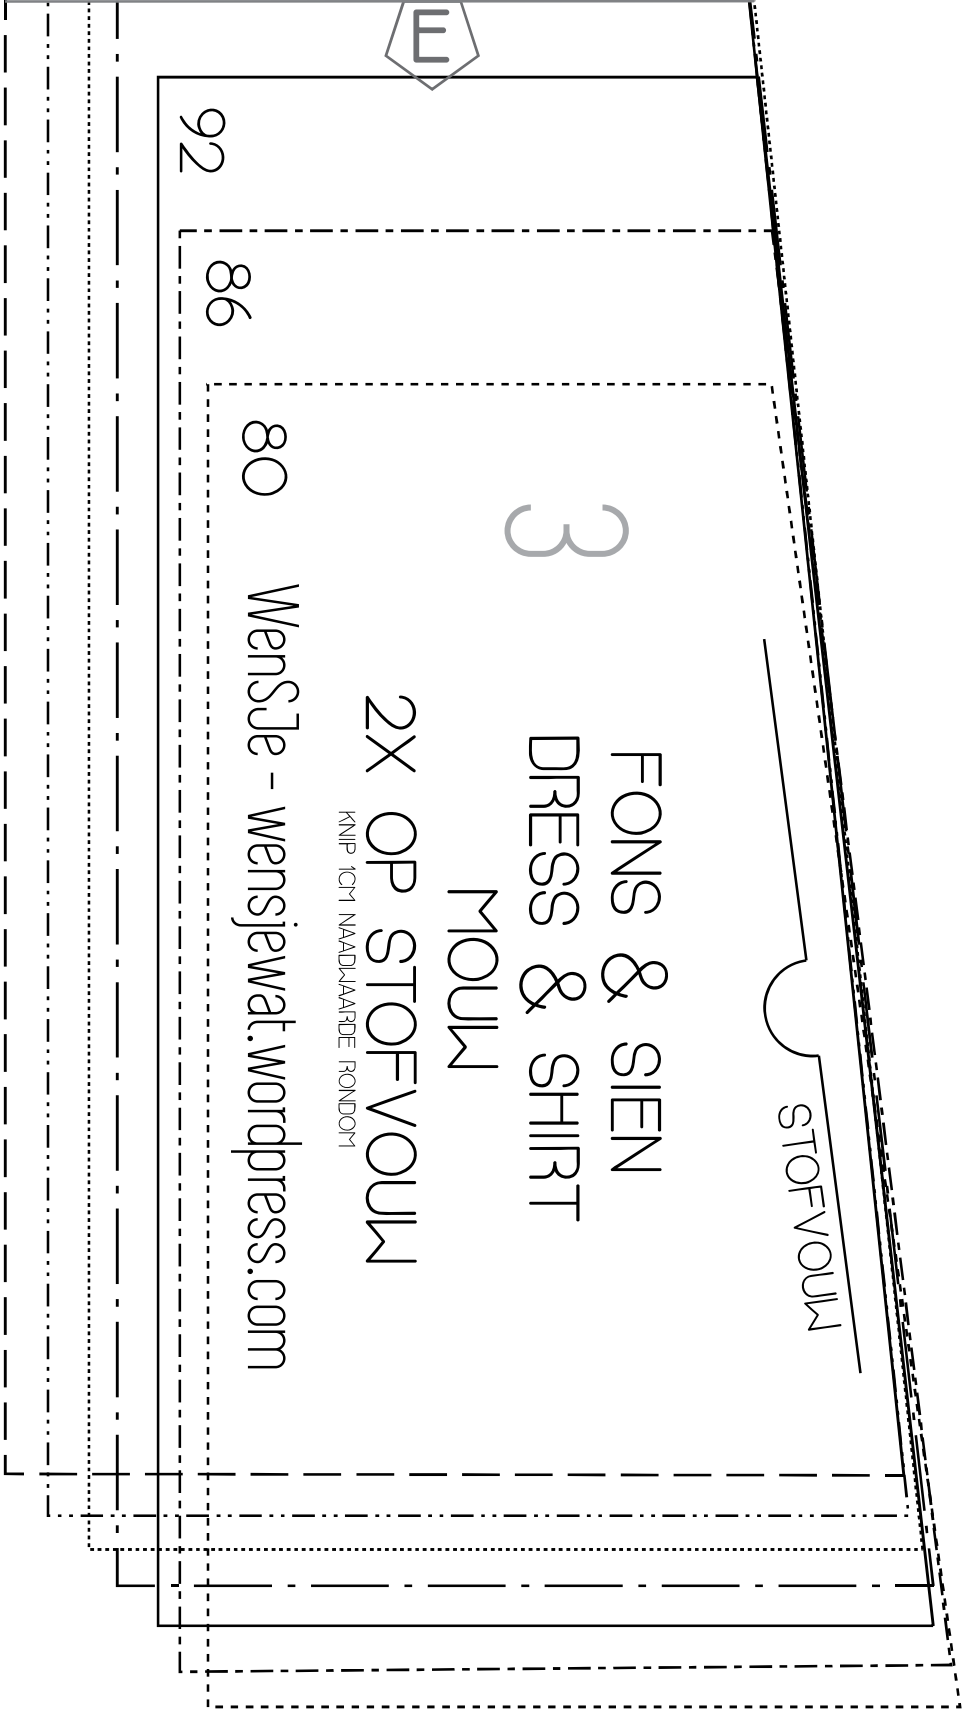 E
92
86
80
3
FONS & SIEN
DRESS & SHIRT
MOUW
2X OP STOFVOUW
KNIP 1CM NAADWAARDE RONDOM
WenSJe - wensjewat.wordpress.com
STOFVOUW